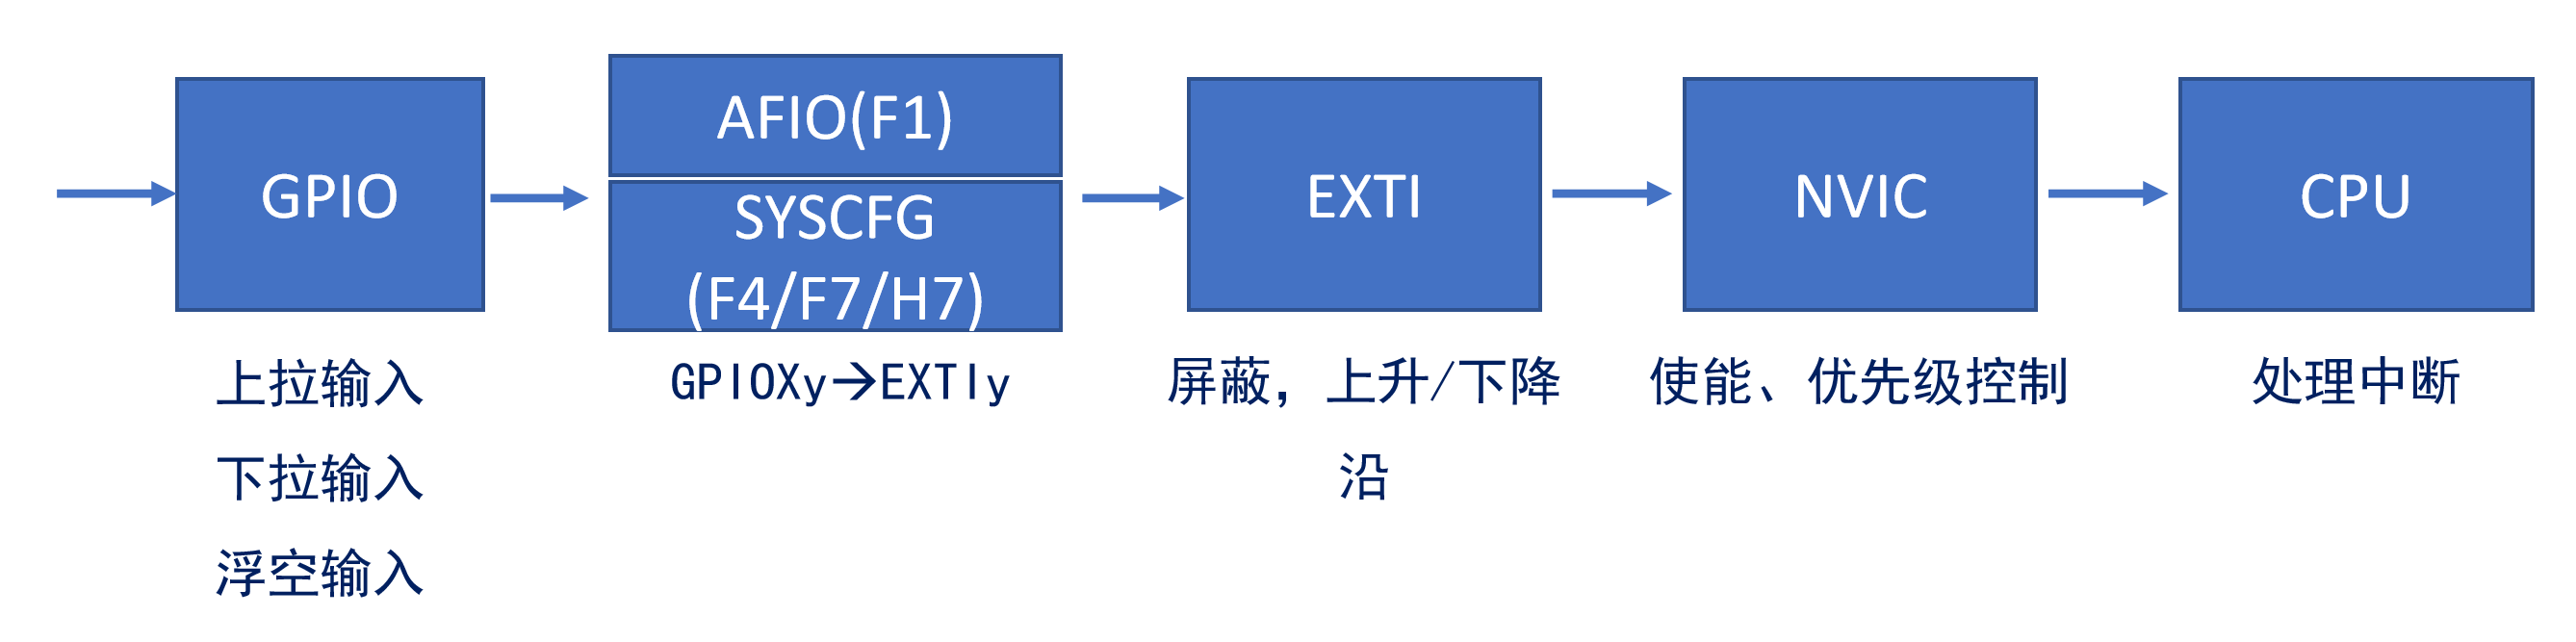 GPIO
上拉输入
下拉输入
浮空输入
AFIO(F1)
SYSCFG
(F4/F7/H7)
GPIOXy→EXTIy
EXTI
屏蔽，上升/下降
沿
NVIC
使能、优先级控制
CPU
处理中断